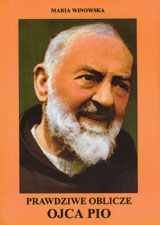 MARIA WINOWSKA
PRAWDZIWE OBLICZE
OJCA PIO